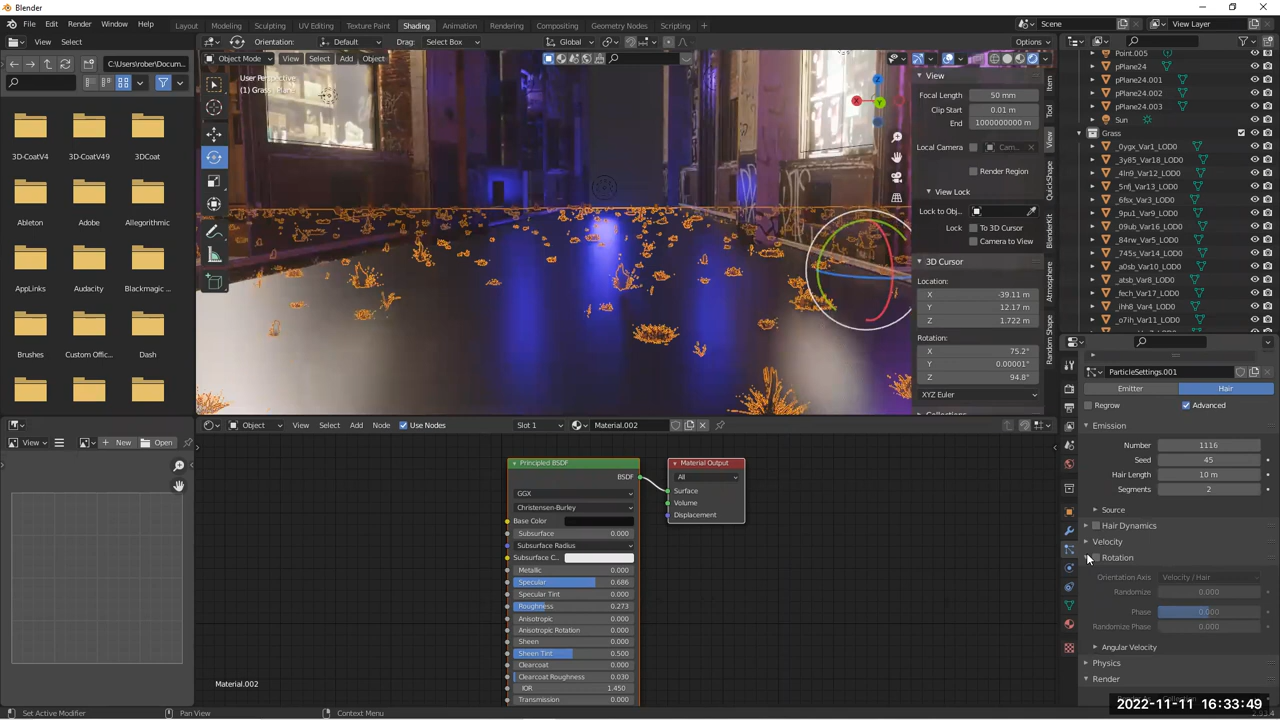 Blender
File Edit Render Window Help Layout Modeling Sculpting UV Editing Texture Paint Shading Animation Rendering Compositing Geometry Nodes Scripting + Scene View Layer
View Select Orientation: Default Drag: Select Box Global Options
C:\Users\rober\Docum...
Object Mode View Select Add Object
User Perspective
(1) Grass | Plane
3D-CoatV4 3D-CoatV49 3DCoat
Ableton Adobe Allegorithmic
AppLinks Audacity Blackmagic ...
Brushes Custom Offic... Dash
View
Focal Length 50 mm
Clip Start 0.01 m
End 1000000000 m
Local Camera Cam...
Render Region
View Lock
Lock to Obj...
Lock To 3D Cursor
Camera to View
3D Cursor
Location:
X -39.11 m
Y 12.17 m
Z 1.722 m
Rotation:
X 75.2°
Y 0.00001°
Z 94.8°
XYZ Euler
Item
Tool
View
QuickShape
BlenderKit
Atmosphere
Random Shape
Point.005
pPlane24
pPlane24.001
pPlane24.002
pPlane24.003
Sun
Grass
_0ygx_Var1_LOD0
_3y85_Var18_LOD0
_4ln9_Var12_LOD0
_5nfj_Var13_LOD0
_6fsx_Var3_LOD0
_9pu1_Var9_LOD0
_09ub_Var16_LOD0
_84rw_Var5_LOD0
_745s_Var14_LOD0
_a0sb_Var10_LOD0
_atsb_Var8_LOD0
_fech_Var17_LOD0
_ihh8_Var4_LOD0
_o7ih_Var11_LOD0
ParticleSettings.001
Emitter Hair
Regrow Advanced
Emission
Number 1116
Seed 45
Hair Length 10 m
Segments 2
Source
Hair Dynamics
Velocity
Rotation
Orientation Axis Velocity / Hair
Randomize 0.000
Phase 0.000
Randomize Phase 0.000
Angular Velocity
Physics
Render
View New Open
Object View Select Add Node Use Nodes Slot 1 Material.002
Principled BSDF
BSDF
GGX
Christensen-Burley
Base Color
Subsurface 0.000
Subsurface Radius
Subsurface C...
Metallic 0.000
Specular 0.686
Specular Tint 0.000
Roughness 0.273
Anisotropic 0.000
Anisotropic Rotation 0.000
Sheen 0.000
Sheen Tint 0.500
Clearcoat 0.000
Clearcoat Roughness 0.030
IOR 1.450
Transmission 0.000
Material Output
All
Surface
Volume
Displacement
Material.002
Set Active Modifier Pan View Context Menu
2022-11-11 16:33:49